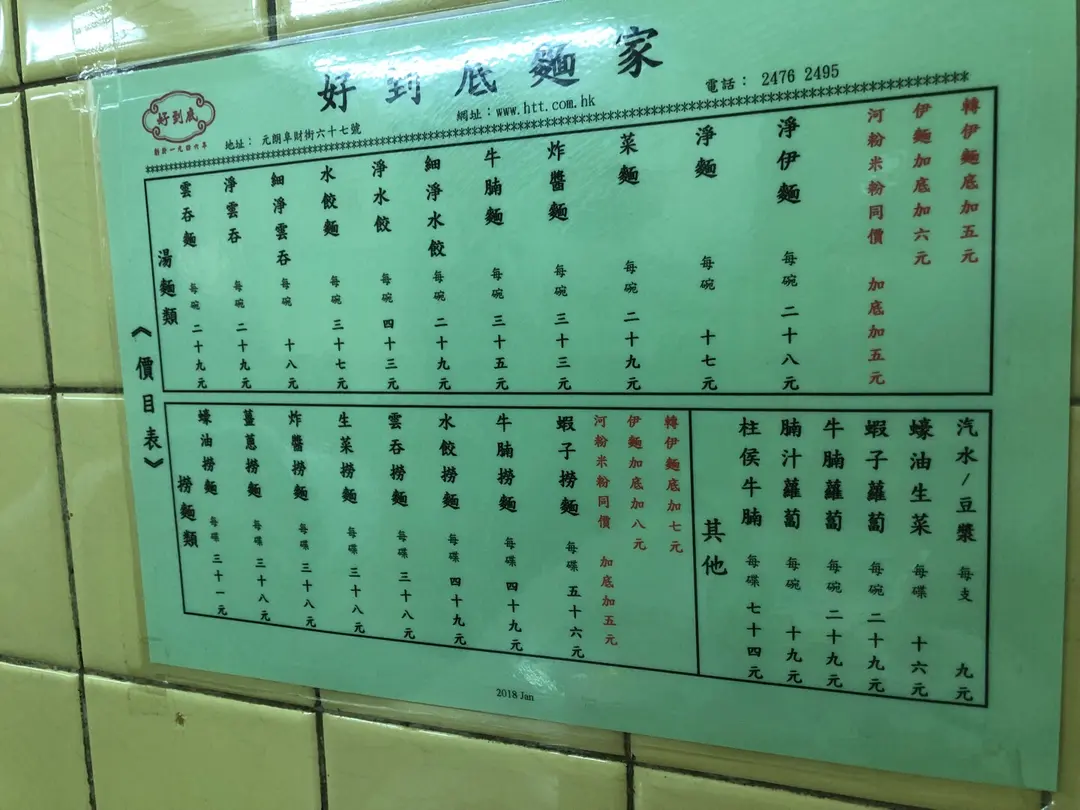 好到底麵家
好到底
創於一九四六年
地址： 元朗阜財街六十七號
網址：www.htt.com.hk
電話： 2476 2495
《價目表》
湯麵類
雲吞麵 每碗 二十九元
淨雲吞 每碗 二十九元
細淨雲吞 每碗 十八元
水餃麵 每碗 三十七元
淨水餃 每碗 四十三元
細淨水餃 每碗 二十九元
牛腩麵 每碗 三十五元
炸醬麵 每碗 三十三元
菜麵 每碗 二十九元
淨麵 每碗 十七元
淨伊麵 每碗 二十八元
河粉米粉同價 加底加五元
伊麵加底加六元
轉伊麵底加五元
撈麵類
蠔油撈麵 每碟 三十一元
薑蔥撈麵 每碟 三十八元
炸醬撈麵 每碟 三十八元
生菜撈麵 每碟 三十八元
雲吞撈麵 每碟 三十八元
水餃撈麵 每碟 四十九元
牛腩撈麵 每碟 四十九元
蝦子撈麵 每碟 五十六元
河粉米粉同價 加底加五元
伊麵加底加八元
轉伊麵底加七元
其他
柱侯牛腩 每碟 七十四元
腩汁蘿蔔 每碗 十九元
牛腩蘿蔔 每碗 二十九元
蝦子蘿蔔 每碗 二十九元
蠔油生菜 每碟 十六元
汽水/豆漿 每支 九元
2018 Jan